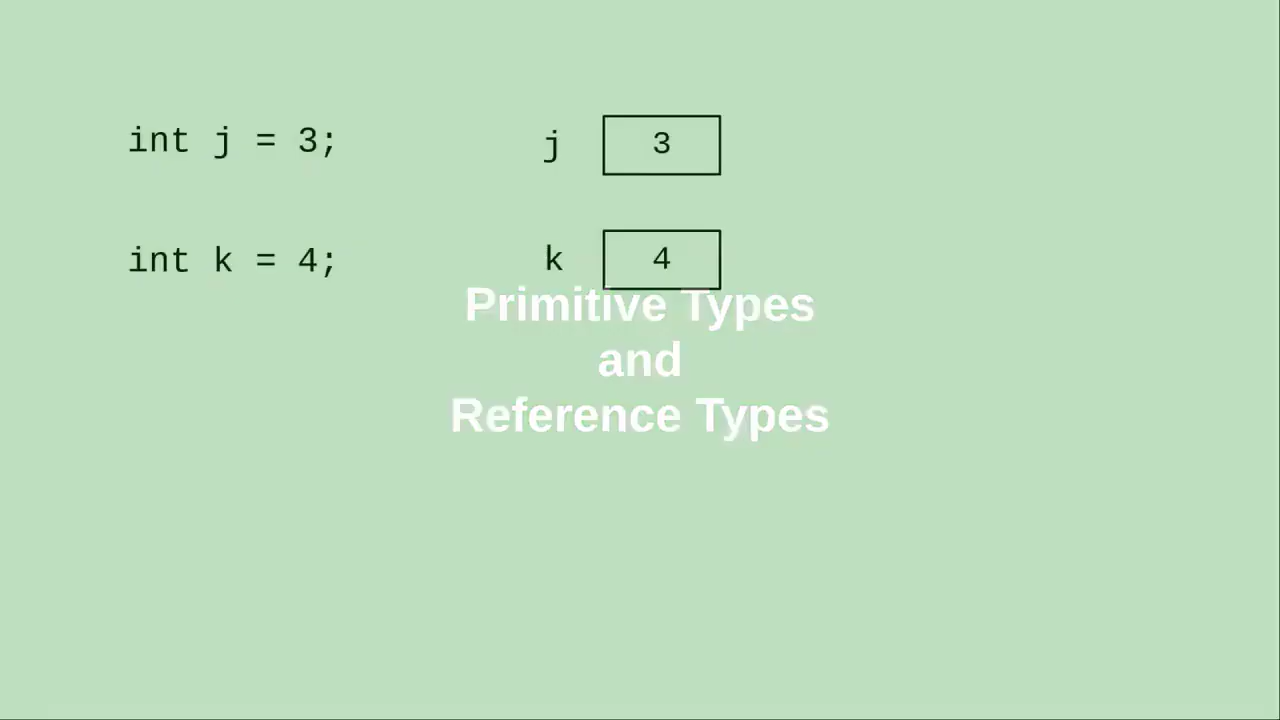 int j = 3; j 3
int k = 4; k 4
Primitive Types
and
Reference Types